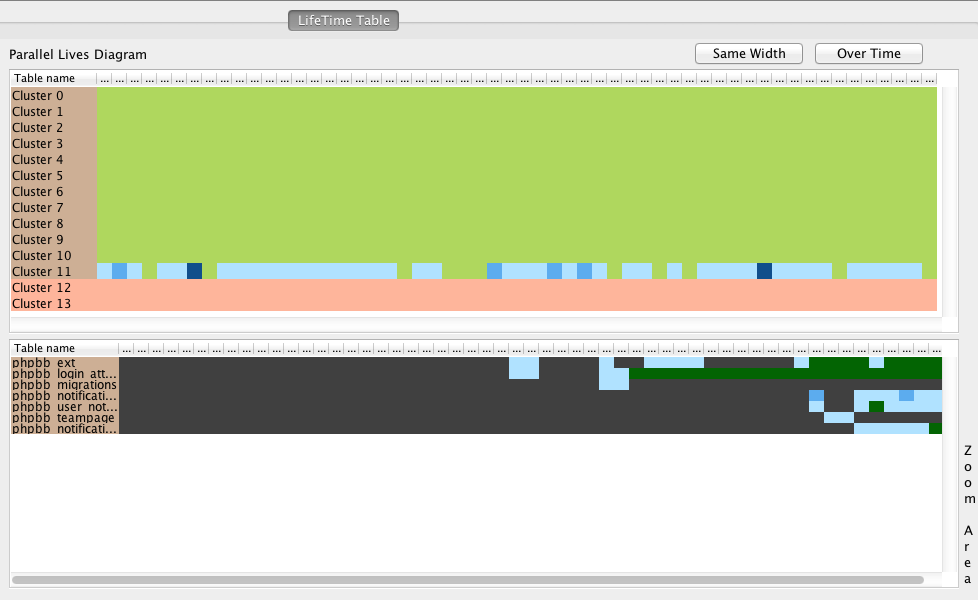 LifeTime Table
Parallel Lives Diagram
Same Width
Over Time
Table name ... ... ... ... ... ... ... ... ... ... ... ... ... ... ... ... ... ... ... ... ... ... ... ... ... ... ... ... ... ... ... ... ... ... ... ... ... ... ... ... ... ... ... ... ... ... ... ... ... ... ... ... ... ... ... ...
Cluster 0
Cluster 1
Cluster 2
Cluster 3
Cluster 4
Cluster 5
Cluster 6
Cluster 7
Cluster 8
Cluster 9
Cluster 10
Cluster 11
Cluster 12
Cluster 13
Table name ... ... ... ... ... ... ... ... ... ... ... ... ... ... ... ... ... ... ... ... ... ... ... ... ... ... ... ... ... ... ... ... ... ... ... ... ... ... ... ... ... ... ... ... ... ... ... ... ... ... ... ... ... ... ...
phpbb_ext
phpbb_login_att...
phpbb_migrations
phpbb_notificati...
phpbb_user_not...
phpbb_teampage
phpbb_notificati...
Zoom Area